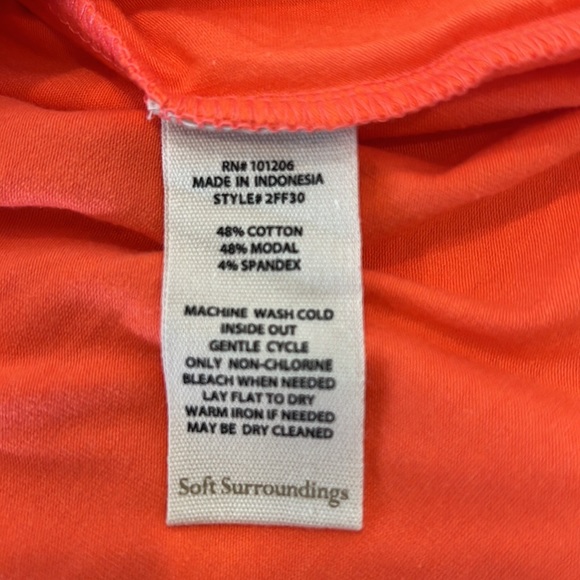 RN# 101206
MADE IN INDONESIA
STYLE# 2FF30
48% COTTON
48% MODAL
4% SPANDEX
MACHINE WASH COLD
INSIDE OUT
GENTLE CYCLE
ONLY NON-CHLORINE
BLEACH WHEN NEEDED
LAY FLAT TO DRY
WARM IRON IF NEEDED
MAY BE DRY CLEANED
Soft Surroundings